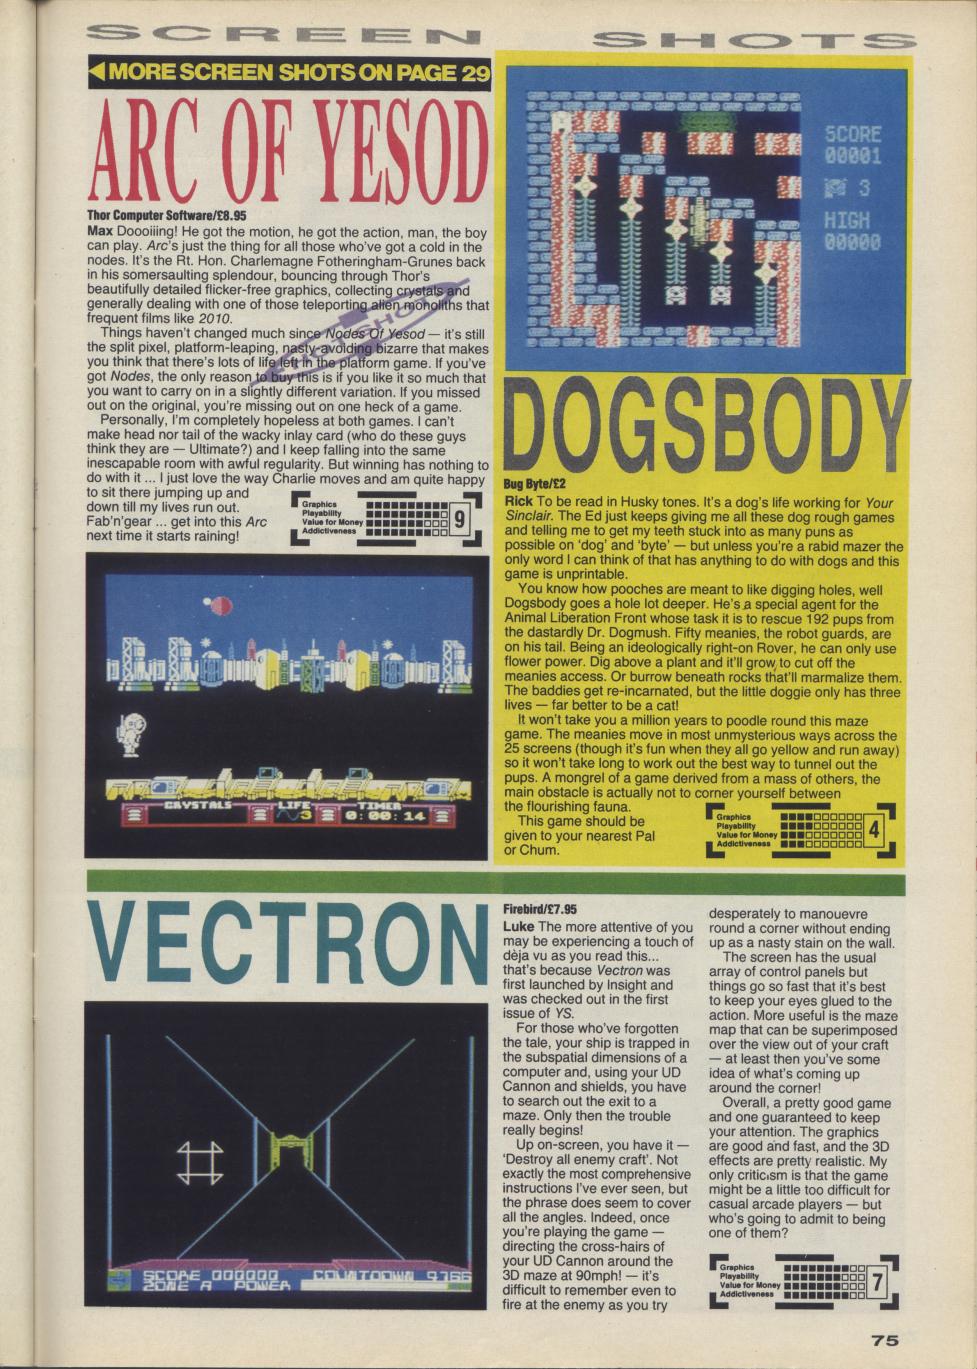 SCREEN SHOTS
MORE SCREEN SHOTS ON PAGE 29
ARC OF YESOD
Thor Computer Software/£8.95
Max Doooiiing! He got the motion, he got the action, man, the boy
can play. Arc's just the thing for all those who've got a cold in the
nodes. It's the Rt. Hon. Charlemagne Fotheringham-Grunes back
in his somersaulting splendour, bouncing through Thor's
beautifully detailed flicker-free graphics, collecting crystals and
generally dealing with one of those teleporting alien monoliths that
frequent films like 2010.
Things haven't changed much since Nodes Of Yesod — it's still
the split pixel, platform-leaping, nasty-avoiding bizarre that makes
you think that there's lots of life left in the platform game. If you've
got Nodes, the only reason to buy this is if you like it so much that
you want to carry on in a slightly different variation. If you missed
out on the original, you're missing out on one heck of a game.
Personally, I'm completely hopeless at both games. I can't
make head nor tail of the wacky inlay card (who do these guys
think they are — Ultimate?) and I keep falling into the same
inescapable room with awful regularity. But winning has nothing to
do with it ... I just love the way Charlie moves and am quite happy
to sit there jumping up and
down till my lives run out.
Fab'n'gear ... get into this Arc
next time it starts raining!
HOT SHOT
Graphics
Playability
Value for Money
Addictiveness
9
CRYSTALS LIFE TIMER
3 0:00:14
SCORE
00001
3
HIGH
00000
DOGSBODY
Bug Byte/£2
Rick To be read in Husky tones. It's a dog's life working for Your
Sinclair. The Ed just keeps giving me all these dog rough games
and telling me to get my teeth stuck into as many puns as
possible on 'dog' and 'byte' — but unless you're a rabid mazer the
only word I can think of that has anything to do with dogs and this
game is unprintable.
You know how pooches are meant to like digging holes, well
Dogsbody goes a hole lot deeper. He's a special agent for the
Animal Liberation Front whose task it is to rescue 192 pups from
the dastardly Dr. Dogmush. Fifty meanies, the robot guards, are
on his tail. Being an ideologically right-on Rover, he can only use
flower power. Dig above a plant and it'll grow to cut off the
meanies access. Or burrow beneath rocks that'll marmalize them.
The baddies get re-incarnated, but the little doggie only has three
lives — far better to be a cat!
It won't take you a million years to poodle round this maze
game. The meanies move in most unmysterious ways across the
25 screens (though it's fun when they all go yellow and run away)
so it won't take long to work out the best way to tunnel out the
pups. A mongrel of a game derived from a mass of others, the
main obstacle is actually not to corner yourself between
the flourishing fauna.
This game should be
given to your nearest Pal
or Chum.
Graphics
Playability
Value for Money
Addictiveness
4
VECTRON
SCORE 000000 COUNTDOWN 9766
ZONE A POWER
Firebird/£7.95
Luke The more attentive of you
may be experiencing a touch of
dèja vu as you read this...
that's because Vectron was
first launched by Insight and
was checked out in the first
issue of YS.
For those who've forgotten
the tale, your ship is trapped in
the subspatial dimensions of a
computer and, using your UD
Cannon and shields, you have
to search out the exit to a
maze. Only then the trouble
really begins!
Up on-screen, you have it —
'Destroy all enemy craft'. Not
exactly the most comprehensive
instructions I've ever seen, but
the phrase does seem to cover
all the angles. Indeed, once
you're playing the game —
directing the cross-hairs of
your UD Cannon around the
3D maze at 90mph! — it's
difficult to remember even to
fire at the enemy as you try
desperately to manouevre
round a corner without ending
up as a nasty stain on the wall.
The screen has the usual
array of control panels but
things go so fast that it's best
to keep your eyes glued to the
action. More useful is the maze
map that can be superimposed
over the view out of your craft
— at least then you've some
idea of what's coming up
around the corner!
Overall, a pretty good game
and one guaranteed to keep
your attention. The graphics
are good and fast, and the 3D
effects are pretty realistic. My
only criticism is that the game
might be a little too difficult for
casual arcade players — but
who's going to admit to being
one of them?
Graphics
Playability
Value for Money
Addictiveness
7
75